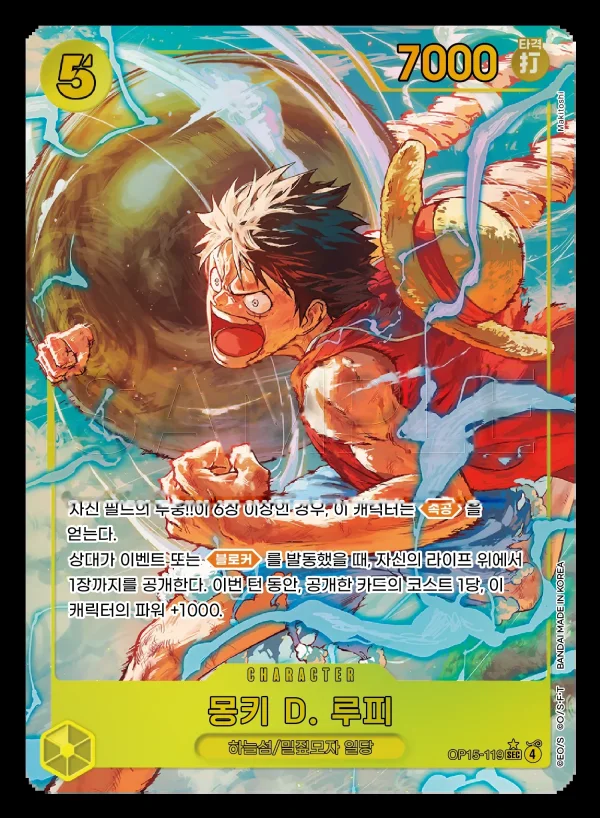 5
7000
타격
打
Makitoshi
SAMPLE
자신 필드의 두웅!!이 6장 이상인 경우, 이 캐릭터는 속공 을
얻는다.
상대가 이벤트 또는 블로커 를 발동했을 때, 자신의 라이프 위에서
1장까지를 공개한다. 이번 턴 동안, 공개한 카드의 코스트 1당, 이
캐릭터의 파워 +1000.
CHARACTER
몽키 D. 루피
하늘섬/밀짚모자 일당
OP15-119 SEC 4
©EO/S ©O/S·F·T BANDAI MADE IN KOREA